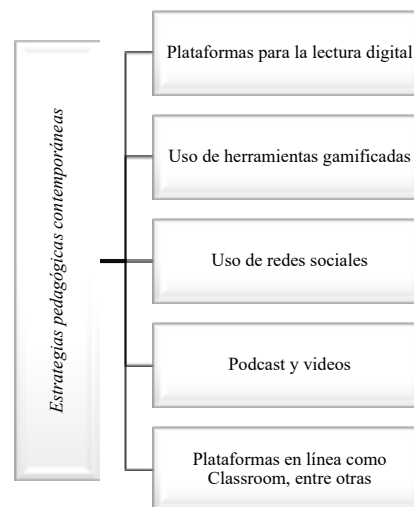 Estrategias pedagógicas contemporáneas
Plataformas para la lectura digital
Uso de herramientas gamificadas
Uso de redes sociales
Podcast y videos
Plataformas en línea como
Classroom, entre otras